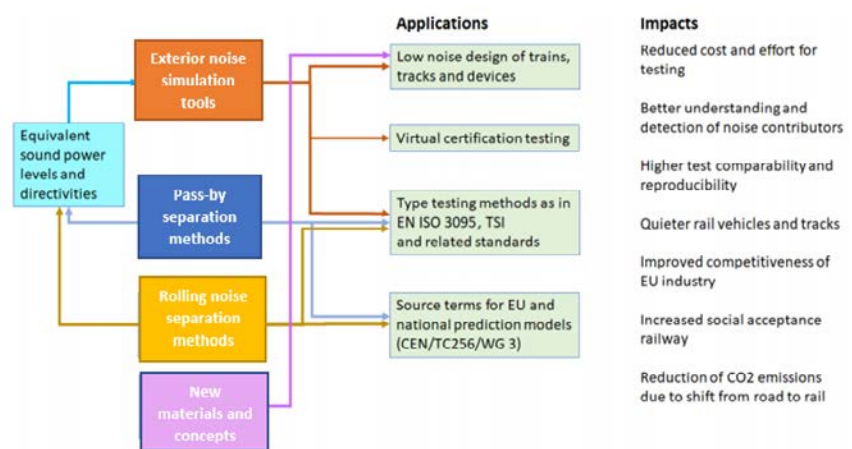 Applications
Impacts
Exterior noise
simulation
tools
Equivalent
sound power
levels and
directivities
Pass-by
separation
methods
Rolling noise
separation
methods
New
materials and
concepts
Low noise design of trains,
tracks and devices
Virtual certification testing
Type testing methods as in
EN ISO 3095, TSI
and related standards
Source terms for EU and
national prediction models
(CEN/TC256/WG 3)
Reduced cost and effort for
testing
Better understanding and
detection of noise contributors
Higher test comparability and
reproducibility
Quieter rail vehicles and tracks
Improved competitiveness of
EU industry
Increased social acceptance
railway
Reduction of CO2 emissions
due to shift from road to rail